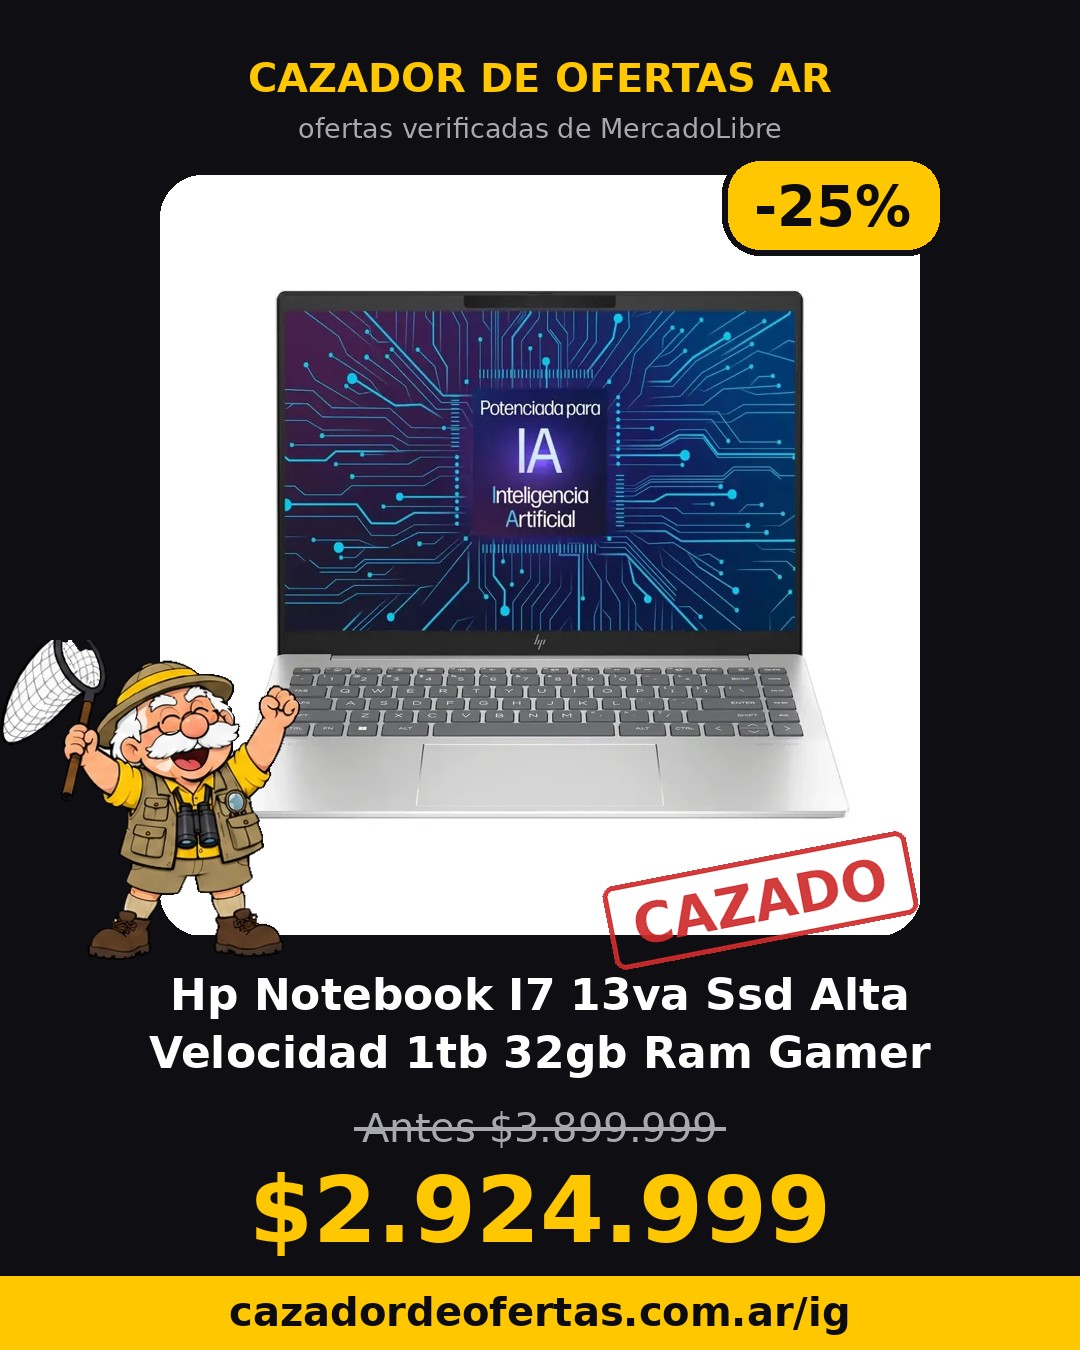 CAZADOR DE OFERTAS AR
ofertas verificadas de MercadoLibre
-25%
Potenciada para
IA
Inteligencia
Artificial
hp
CAZADO
Hp Notebook I7 13va Ssd Alta
Velocidad 1tb 32gb Ram Gamer
Antes $3.899.999
$2.924.999
cazadordeofertas.com.ar/ig